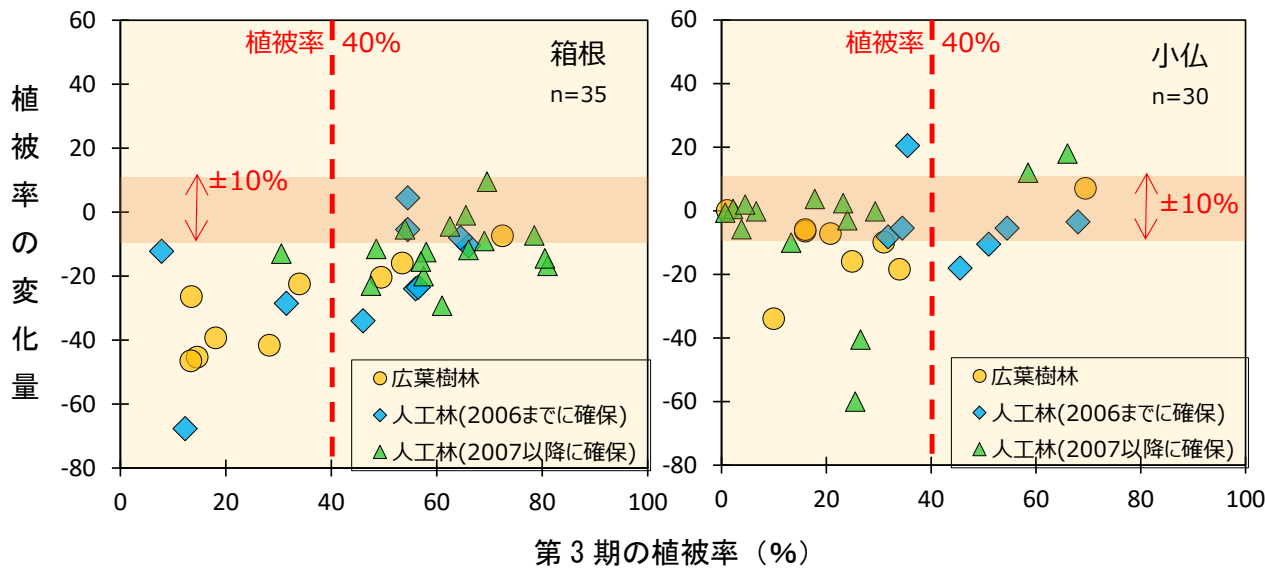 植被率の変化量
60
40
20
0
-20
-40
-60
-80
植被率 40%
箱根
n=35
±10%
広葉樹林
人工林(2006までに確保)
人工林(2007以降に確保)
0 20 40 60 80 100
60
40
20
0
-20
-40
-60
-80
植被率 40%
小仏
n=30
±10%
広葉樹林
人工林(2006までに確保)
人工林(2007以降に確保)
0 20 40 60 80 100
第3期の植被率（%）